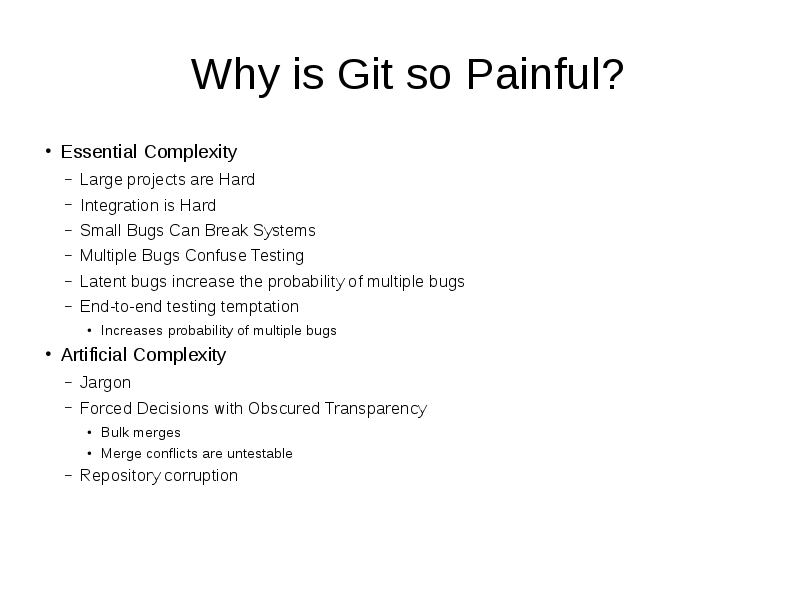 Why is Git so Painful?
• Essential Complexity
– Large projects are Hard
– Integration is Hard
– Small Bugs Can Break Systems
– Multiple Bugs Confuse Testing
– Latent bugs increase the probability of multiple bugs
– End-to-end testing temptation
• Increases probability of multiple bugs
• Artificial Complexity
– Jargon
– Forced Decisions with Obscured Transparency
• Bulk merges
• Merge conflicts are untestable
– Repository corruption